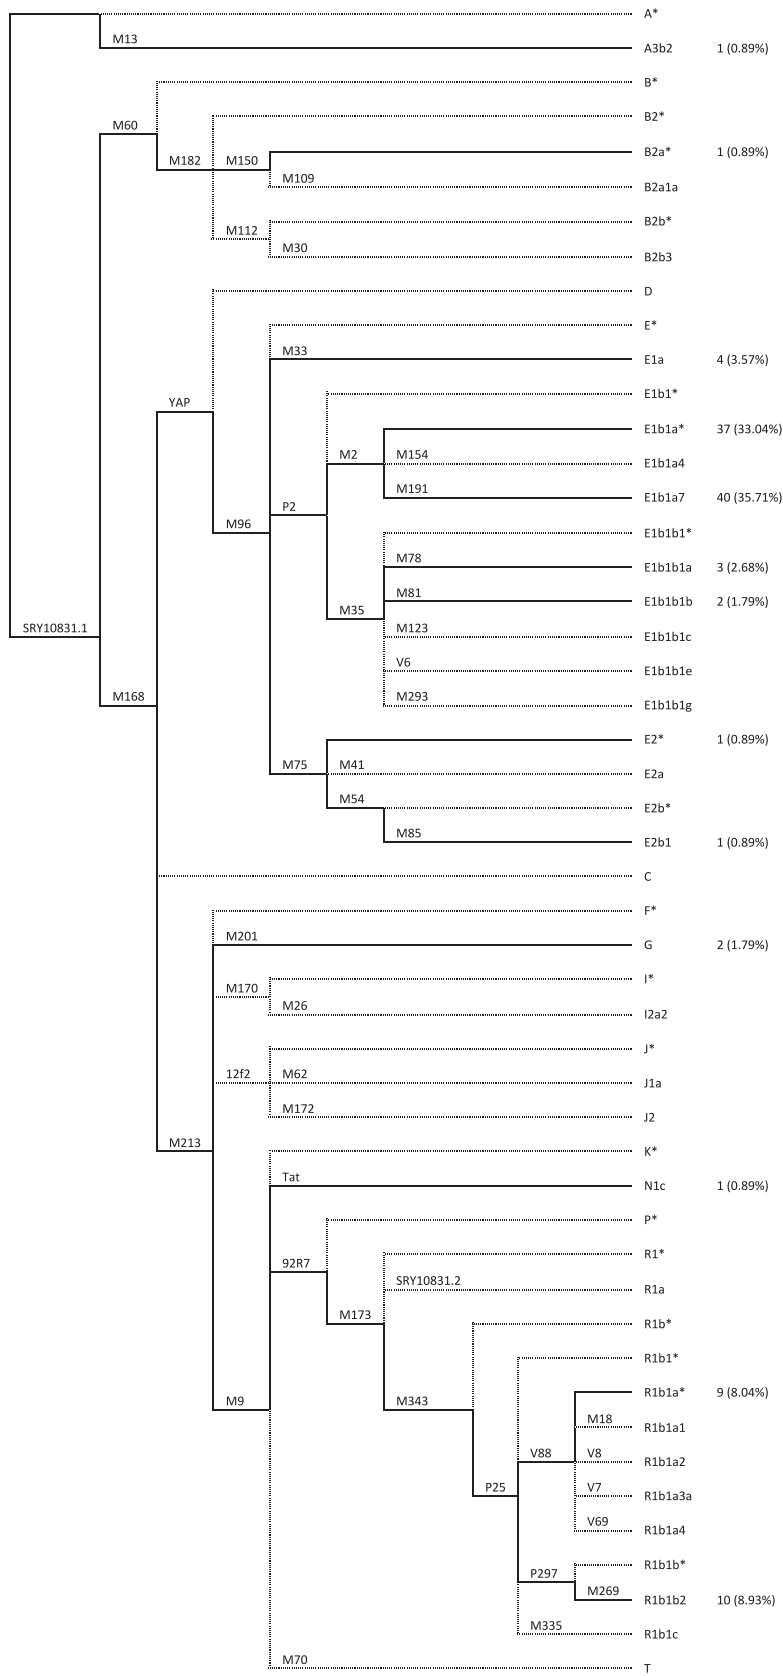 A*
M13
A3b2 1 (0.89%)
B*
B2*
M60
B2a* 1 (0.89%)
M182 M150
M109
B2a1a
B2b*
M112
M30
B2b3
D
E*
M33
E1a 4 (3.57%)
E1b1*
YAP
E1b1a* 37 (33.04%)
M2 M154
E1b1a4
M191
E1b1a7 40 (35.71%)
P2
M96
E1b1b1*
M78
E1b1b1a 3 (2.68%)
M81
E1b1b1b 2 (1.79%)
M35
M123
SRY10831.1
E1b1b1c
V6
E1b1b1e
M168
M293
E1b1b1g
E2* 1 (0.89%)
M75 M41
E2a
M54
E2b*
M85
E2b1 1 (0.89%)
C
F*
M201
G 2 (1.79%)
I*
M170
M26
I2a2
J*
12f2 M62
J1a
M172
J2
M213
K*
Tat
N1c 1 (0.89%)
P*
R1*
92R7
SRY10831.2
R1a
M173
R1b*
R1b1*
R1b1a* 9 (8.04%)
M9 M343
M18
R1b1a1
V88 V8
R1b1a2
P25 V7
R1b1a3a
V69
R1b1a4
R1b1b*
P297
M269
R1b1b2 10 (8.93%)
M335
R1b1c
M70
T